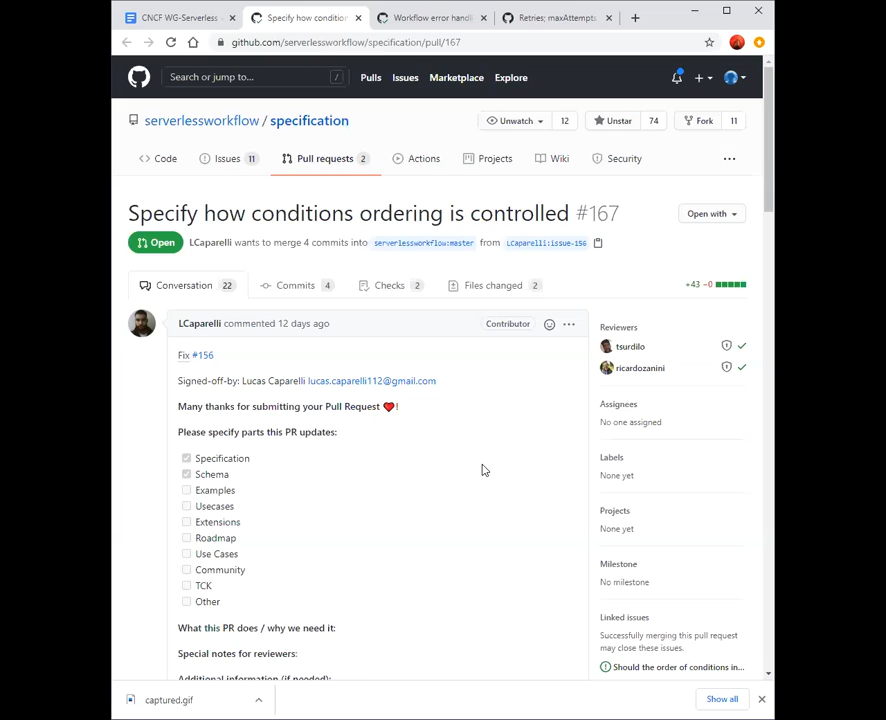 CNCF WG-Serverless
Specify how condition
Workflow error handl
Retries; maxAttempts
github.com/serverlessworkflow/specification/pull/167
Search or jump to...
/
Pulls
Issues
Marketplace
Explore
serverlessworkflow / specification
Unwatch
12
Unstar
74
Fork
11
Code
Issues 11
Pull requests 2
Actions
Projects
Wiki
Security
Specify how conditions ordering is controlled #167
Open with
Open
LCaparelli wants to merge 4 commits into serverlessworkflow:master from LCaparelli:issue-156
Conversation 22
Commits 4
Checks 2
Files changed 2
+43 −0
LCaparelli commented 12 days ago
Contributor
Fix #156
Signed-off-by: Lucas Caparelli lucas.caparelli112@gmail.com
Many thanks for submitting your Pull Request ❤️!
Please specify parts this PR updates:
Specification
Schema
Examples
Usecases
Extensions
Roadmap
Use Cases
Community
TCK
Other
What this PR does / why we need it:
Special notes for reviewers:
Additional information (if needed):
Reviewers
tsurdilo
ricardozanini
Assignees
No one assigned
Labels
None yet
Projects
None yet
Milestone
No milestone
Linked issues
Successfully merging this pull request
may close these issues.
Should the order of conditions in...
captured.gif
Show all